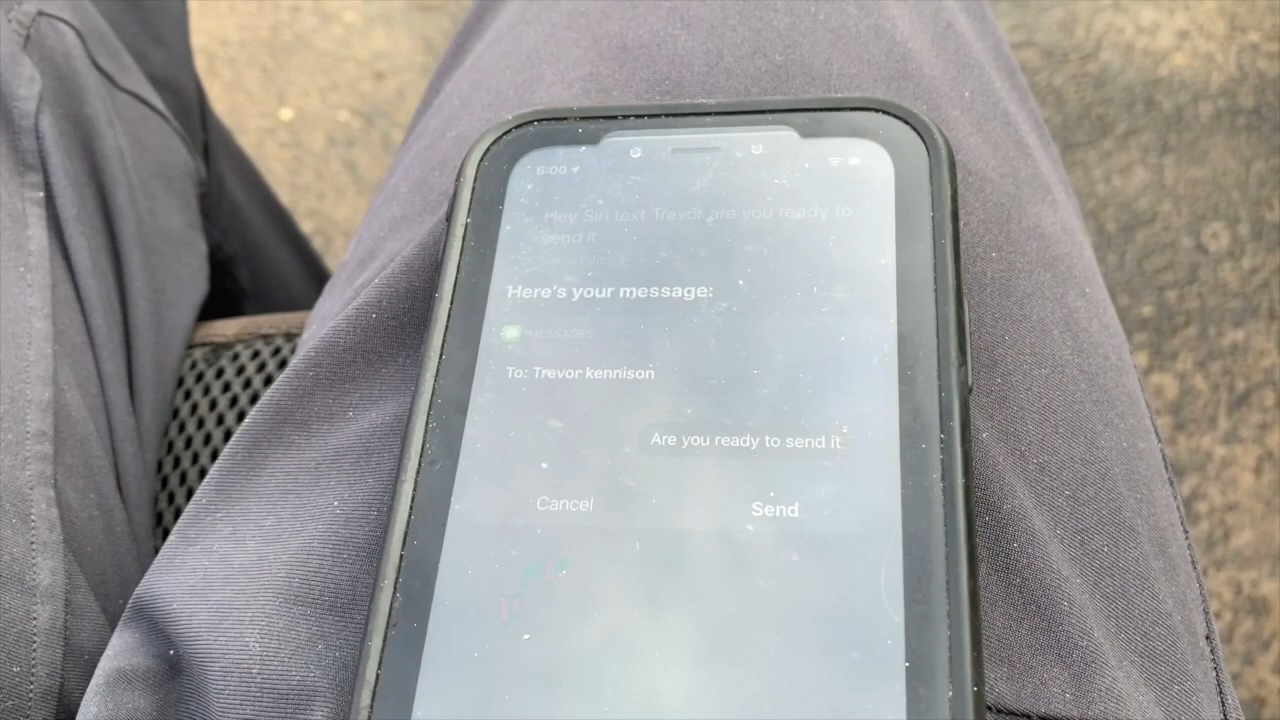 6:00
Hey Siri text Trevor are you ready to
send it
Here's your message:
MESSAGES
To: Trevor kennison
Are you ready to send it
Cancel
Send